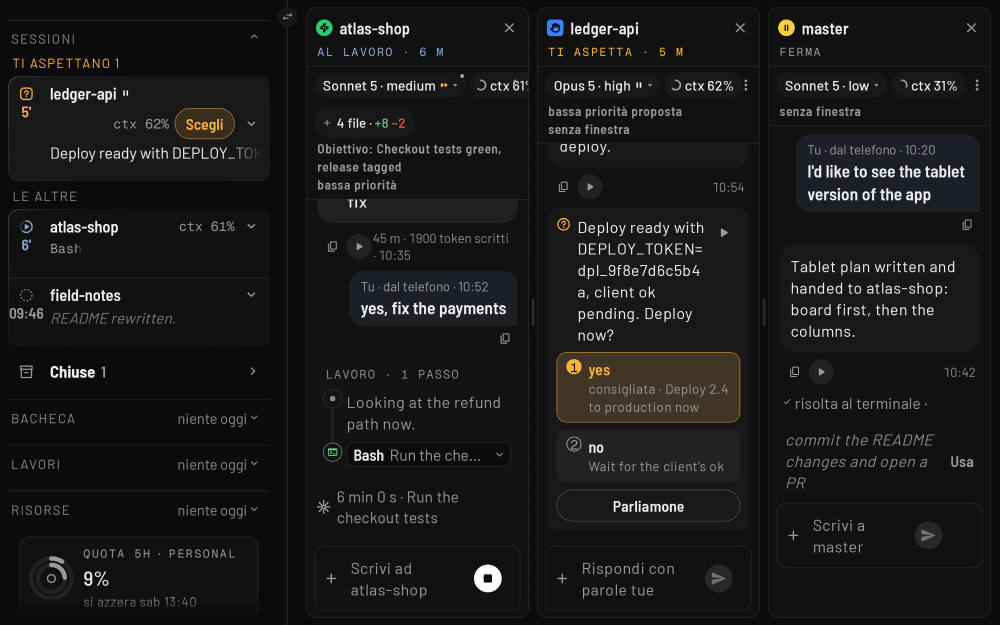 SESSIONI
TI ASPETTANO 1
ledger-api
5'
ctx 62%
Scegli
Deploy ready with DEPLOY_TOK
LE ALTRE
atlas-shop
ctx 61%
6'
Bash
field-notes
09:46
README rewritten.
Chiuse 1
BACHECA
niente oggi
LAVORI
niente oggi
RISORSE
niente oggi
QUOTA 5H · PERSONAL
9%
si azzera sab 13:40
atlas-shop
AL LAVORO · 6 M
Sonnet 5 · medium
ctx 61%
+ 4 file · +8 −2
Obiettivo: Checkout tests green,
release tagged
bassa priorità
fix
45 m · 1900 token scritti
· 10:35
Tu · dal telefono · 10:52
yes, fix the payments
LAVORO · 1 PASSO
Looking at the refund
path now.
Bash Run the che...
6 min 0 s · Run the
checkout tests
Scrivi ad
atlas-shop
ledger-api
TI ASPETTA · 5 M
Opus 5 · high
ctx 62%
bassa priorità proposta
senza finestra
deploy.
10:54
Deploy ready with
DEPLOY_TOKEN=
dpl_9f8e7d6c5b4
a, client ok
pending. Deploy
now?
1 yes
consigliata · Deploy 2.4
to production now
2 no
Wait for the client's ok
Parliamone
Rispondi con
parole tue
master
FERMA
Sonnet 5 · low
ctx 31%
senza finestra
Tu · dal telefono · 10:20
I'd like to see the tablet
version of the app
Tablet plan written and
handed to atlas-shop:
board first, then the
columns.
10:42
risolta al terminale ·
commit the README
changes and open a
PR
Usa
Scrivi a
master